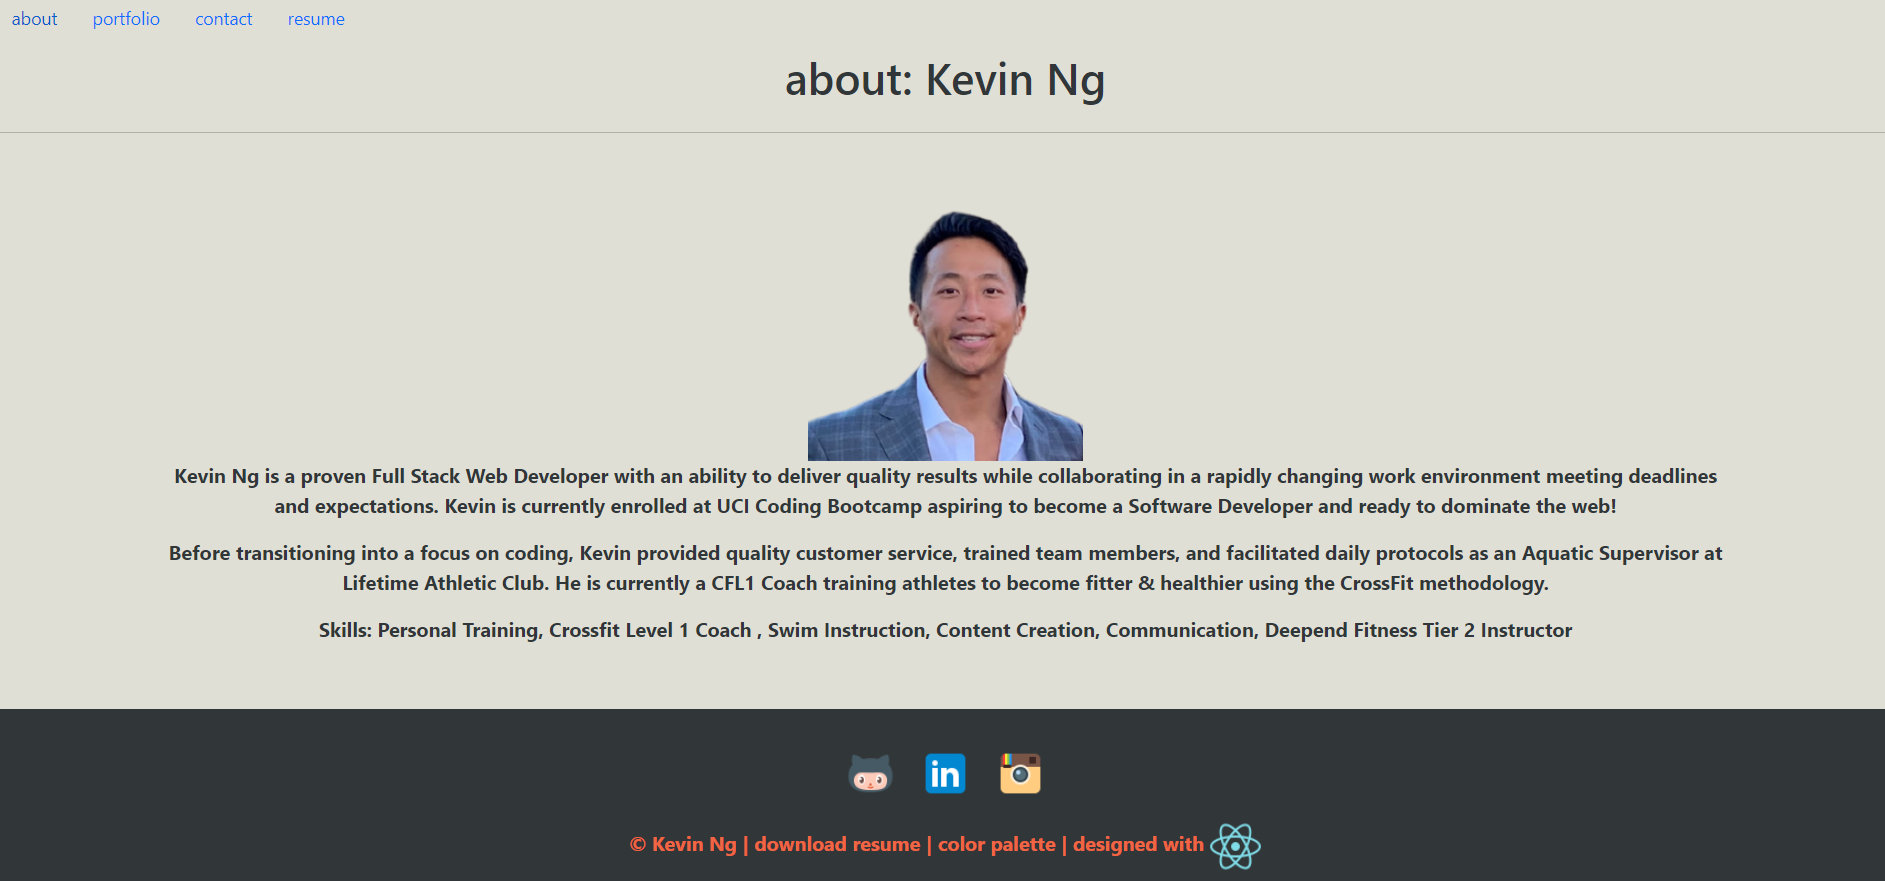 about portfolio contact resume
about: Kevin Ng
Kevin Ng is a proven Full Stack Web Developer with an ability to deliver quality results while collaborating in a rapidly changing work environment meeting deadlines
and expectations. Kevin is currently enrolled at UCI Coding Bootcamp aspiring to become a Software Developer and ready to dominate the web!
Before transitioning into a focus on coding, Kevin provided quality customer service, trained team members, and facilitated daily protocols as an Aquatic Supervisor at
Lifetime Athletic Club. He is currently a CFL1 Coach training athletes to become fitter & healthier using the CrossFit methodology.
Skills: Personal Training, Crossfit Level 1 Coach , Swim Instruction, Content Creation, Communication, Deepend Fitness Tier 2 Instructor
in
© Kevin Ng | download resume | color palette | designed with